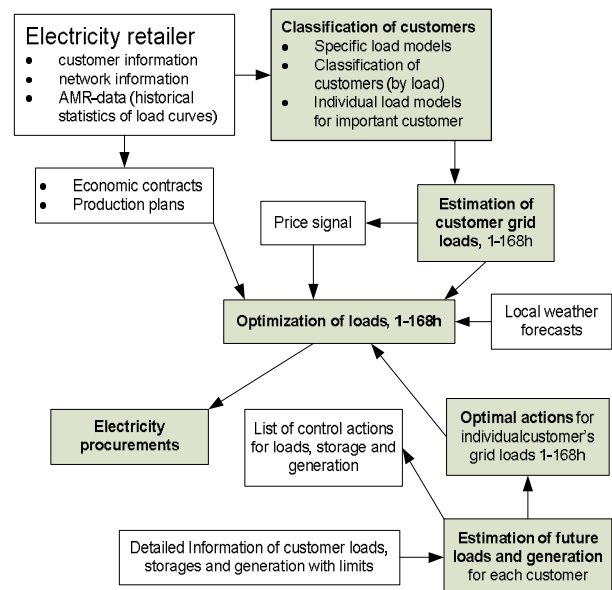 Electricity retailer
• customer information
• network information
• AMR-data (historical
statistics of load curves)
Classification of customers
• Specific load models
• Classification of
customers (by load)
• Individual load models
for important customer
• Economic contracts
• Production plans
Price signal
Estimation of
customer grid
loads, 1-168h
Optimization of loads, 1-168h
Local weather
forecasts
Electricity
procurements
List of control actions
for loads, storage and
generation
Optimal actions for
individualcustomer's
grid loads 1-168h
Detailed Information of customer loads,
storages and generation with limits
Estimation of future
loads and generation
for each customer